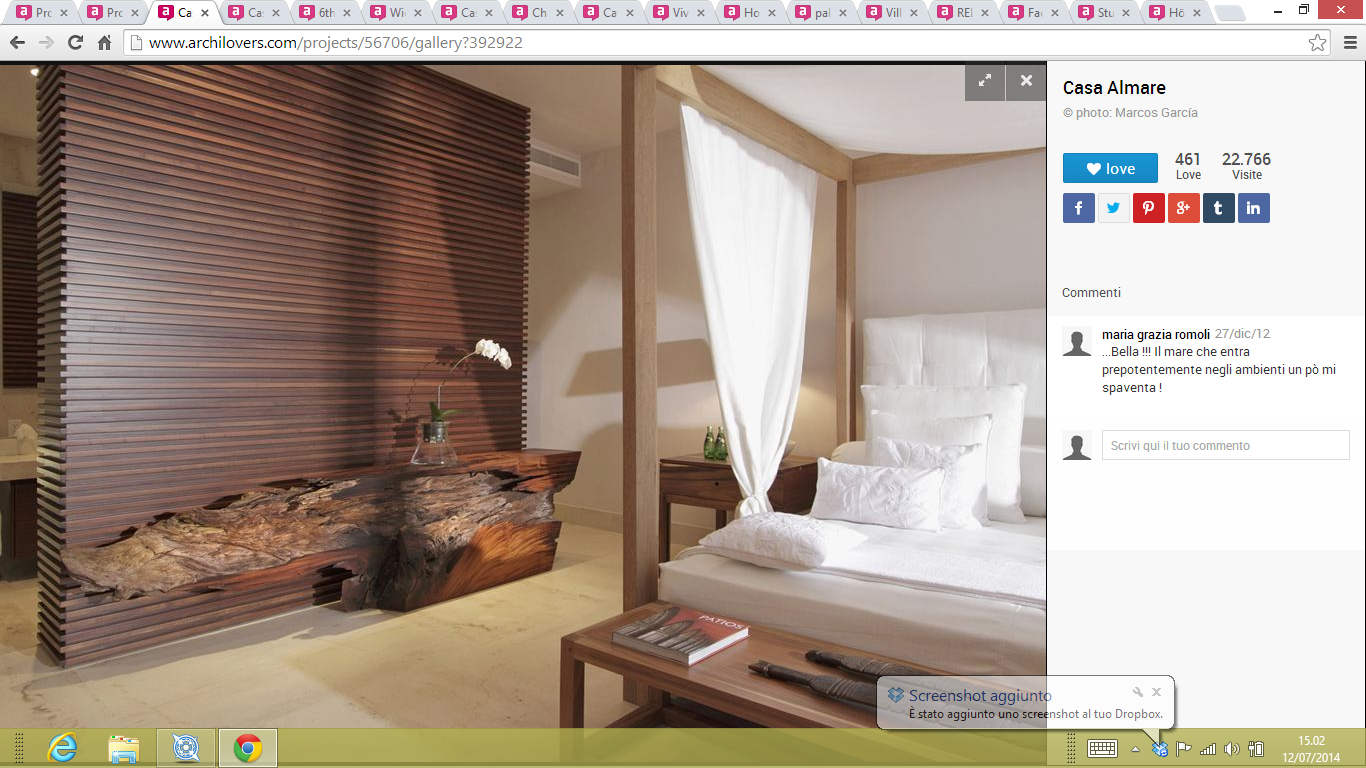 Pro
Pro
Ca
Cas
6th
Wi
Cas
Ch
Ca
Viv
Ho
pal
Vill
REI
Fac
Stu
Hö
www.archilovers.com/projects/56706/gallery?392922
Casa Almare
© photo: Marcos García
love
461
22.766
Love
Visite
Commenti
maria grazia romoli 27/dic/12
...Bella !!! Il mare che entra
prepotentemente negli ambienti un pò mi
spaventa !
Scrivi qui il tuo commento
PATIOS
Screenshot aggiunto
È stato aggiunto uno screenshot al tuo Dropbox.
15.02
12/07/2014